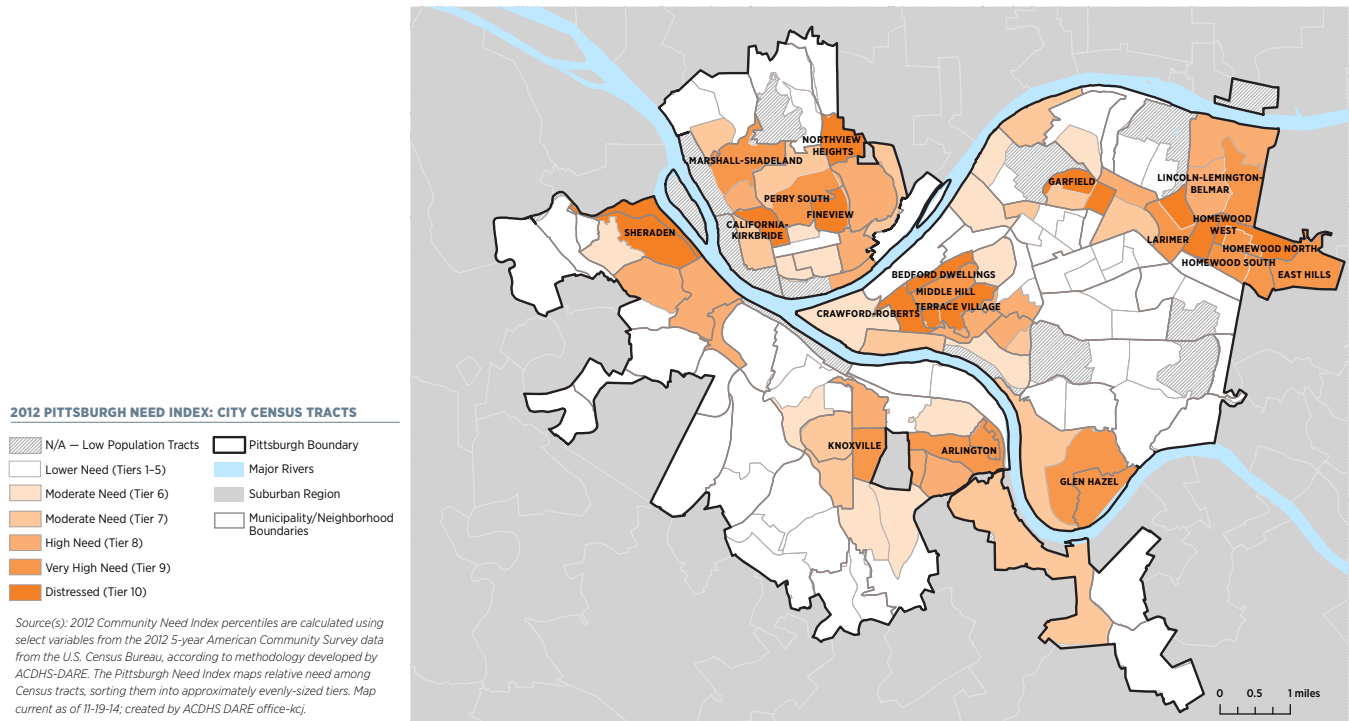 2012 PITTSBURGH NEED INDEX: CITY CENSUS TRACTS
N/A — Low Population Tracts
Lower Need (Tiers 1–5)
Moderate Need (Tier 6)
Moderate Need (Tier 7)
High Need (Tier 8)
Very High Need (Tier 9)
Distressed (Tier 10)
Pittsburgh Boundary
Major Rivers
Suburban Region
Municipality/Neighborhood
Boundaries
Source(s): 2012 Community Need Index percentiles are calculated using
select variables from the 2012 5-year American Community Survey data
from the U.S. Census Bureau, according to methodology developed by
ACDHS-DARE. The Pittsburgh Need Index maps relative need among
Census tracts, sorting them into approximately evenly-sized tiers. Map
current as of 11-19-14; created by ACDHS DARE office-kcj.
NORTHVIEW
HEIGHTS
MARSHALL-SHADELAND
PERRY SOUTH
FINEVIEW
CALIFORNIA-
KIRKBRIDE
SHERADEN
GARFIELD
LINCOLN-LEMINGTON-
BELMAR
HOMEWOOD
WEST
LARIMER
HOMEWOOD NORTH
HOMEWOOD SOUTH
EAST HILLS
BEDFORD DWELLINGS
MIDDLE HILL
TERRACE VILLAGE
CRAWFORD-ROBERTS
KNOXVILLE
ARLINGTON
GLEN HAZEL
0 0.5 1 miles